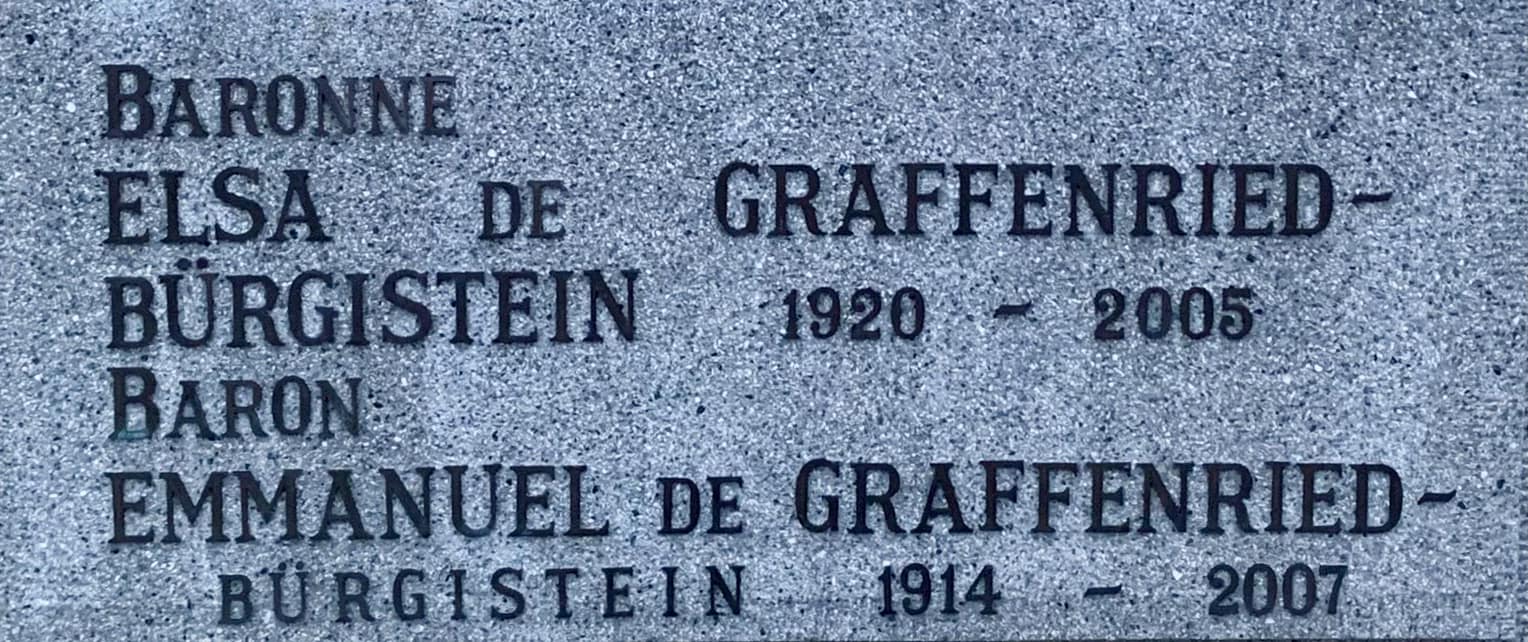 BARONNE
ELSA DE GRAFFENRIED-
BÜRGISTEIN 1920 - 2005
BARON
EMMANUEL DE GRAFFENRIED-
BÜRGISTEIN 1914 - 2007